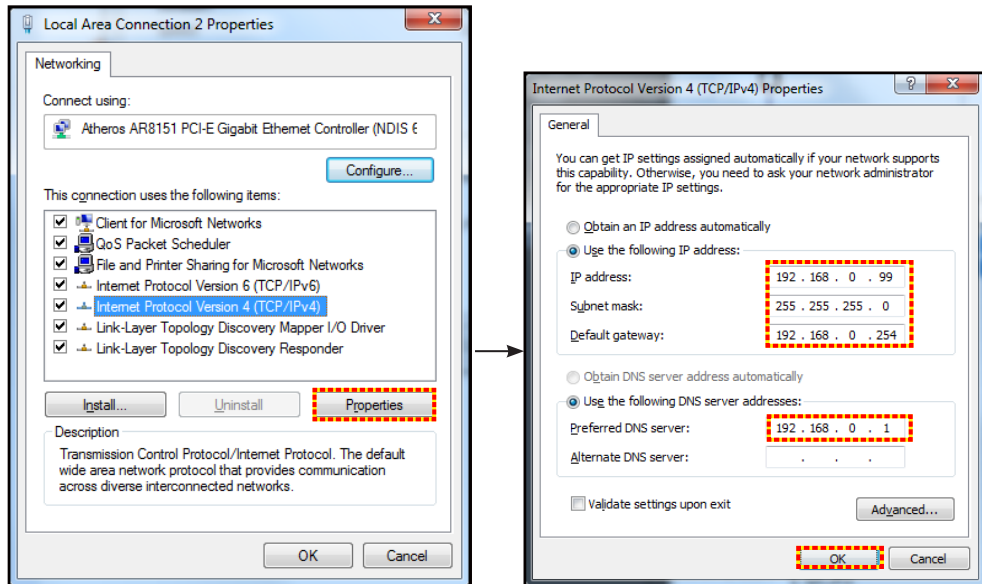 Local Area Connection 2 Properties
Networking
Connect using:
Atheros AR8151 PCI-E Gigabit Ethernet Controller (NDIS 6
Configure...
This connection uses the following items:
Client for Microsoft Networks
QoS Packet Scheduler
File and Printer Sharing for Microsoft Networks
Internet Protocol Version 6 (TCP/IPv6)
Internet Protocol Version 4 (TCP/IPv4)
Link-Layer Topology Discovery Mapper I/O Driver
Link-Layer Topology Discovery Responder
Install...
Uninstall
Properties
Description
Transmission Control Protocol/Internet Protocol. The default
wide area network protocol that provides communication
across diverse interconnected networks.
OK
Cancel
Internet Protocol Version 4 (TCP/IPv4) Properties
?
General
You can get IP settings assigned automatically if your network supports
this capability. Otherwise, you need to ask your network administrator
for the appropriate IP settings.
Obtain an IP address automatically
Use the following IP address:
IP address: 192 . 168 . 0 . 99
Subnet mask: 255 . 255 . 255 . 0
Default gateway: 192 . 168 . 0 . 254
Obtain DNS server address automatically
Use the following DNS server addresses:
Preferred DNS server: 192 . 168 . 0 . 1
Alternate DNS server: . . .
Validate settings upon exit
Advanced...
OK
Cancel